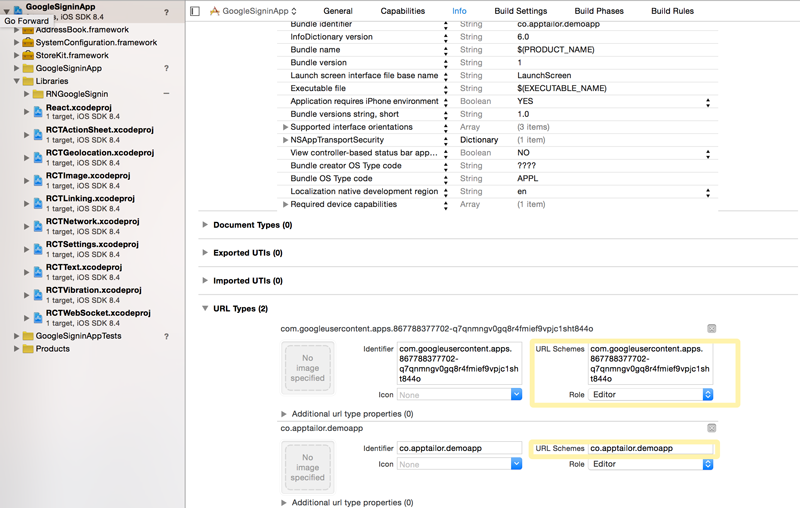 GoogleSigninApp
s, iOS SDK 8.4
Go Forward
AddressBook.framework
SystemConfiguration.framework
StoreKit.framework
GoogleSigninApp ?
Libraries
RNGoogleSignin –
React.xcodeproj
1 target, iOS SDK 8.4
RCTActionSheet.xcodeproj
1 target, iOS SDK 8.4
RCTGeolocation.xcodeproj
1 target, iOS SDK 8.4
RCTImage.xcodeproj
1 target, iOS SDK 8.4
RCTLinking.xcodeproj
1 target, iOS SDK 8.4
RCTNetwork.xcodeproj
1 target, iOS SDK 8.4
RCTSettings.xcodeproj
1 target, iOS SDK 8.4
RCTText.xcodeproj
1 target, iOS SDK 8.4
RCTVibration.xcodeproj
1 target, iOS SDK 8.4
RCTWebSocket.xcodeproj
1 target, iOS SDK 8.4
GoogleSigninAppTests ?
Products
GoogleSigninApp General Capabilities Info Build Settings Build Phases Build Rules
Bundle identifier String co.apptailor.demoapp
InfoDictionary version String 6.0
Bundle name String $(PRODUCT_NAME)
Bundle version String 1
Launch screen interface file base name String LaunchScreen
Executable file String $(EXECUTABLE_NAME)
Application requires iPhone environment Boolean YES
Bundle versions string, short String 1.0
Supported interface orientations Array (3 items)
NSAppTransportSecurity Dictionary (1 item)
View controller-based status bar app... Boolean NO
Bundle creator OS Type code String ????
Bundle OS Type code String APPL
Localization native development region String en
Required device capabilities Array (1 item)
Document Types (0)
Exported UTIs (0)
Imported UTIs (0)
URL Types (2)
com.googleusercontent.apps.867788377702-q7qnmngv0gq8r4fmief9vpjc1sht844o
No
image
specified
Identifier com.googleusercontent.apps.
867788377702-
q7qnmngv0gq8r4fmief9vpjc1sh
t844o
URL Schemes com.googleusercontent.apps.
867788377702-
q7qnmngv0gq8r4fmief9vpjc1sh
t844o
Icon None Role Editor
Additional url type properties (0)
co.apptailor.demoapp
No
image
specified
Identifier co.apptailor.demoapp URL Schemes co.apptailor.demoapp
Icon None Role Editor
Additional url type properties (0)